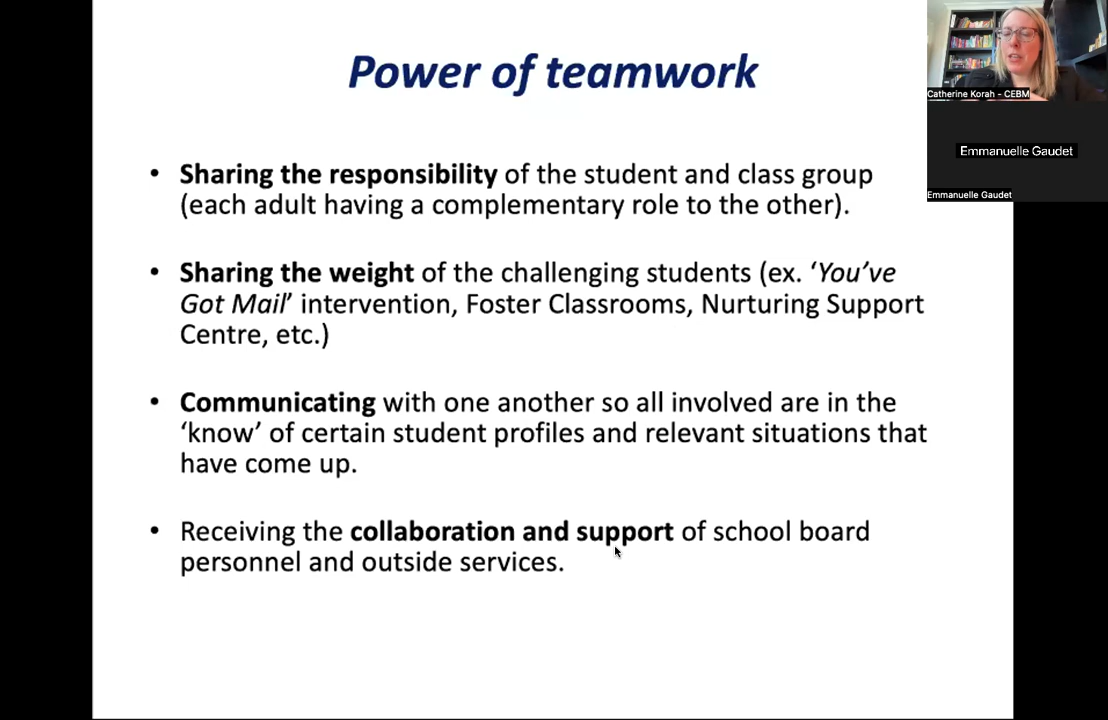 Power of teamwork
• Sharing the responsibility of the student and class group
(each adult having a complementary role to the other).
• Sharing the weight of the challenging students (ex. ‘You’ve
Got Mail’ intervention, Foster Classrooms, Nurturing Support
Centre, etc.)
• Communicating with one another so all involved are in the
‘know’ of certain student profiles and relevant situations that
have come up.
• Receiving the collaboration and support of school board
personnel and outside services.
Catherine Korah - CEBM
Emmanuelle Gaudet
Emmanuelle Gaudet